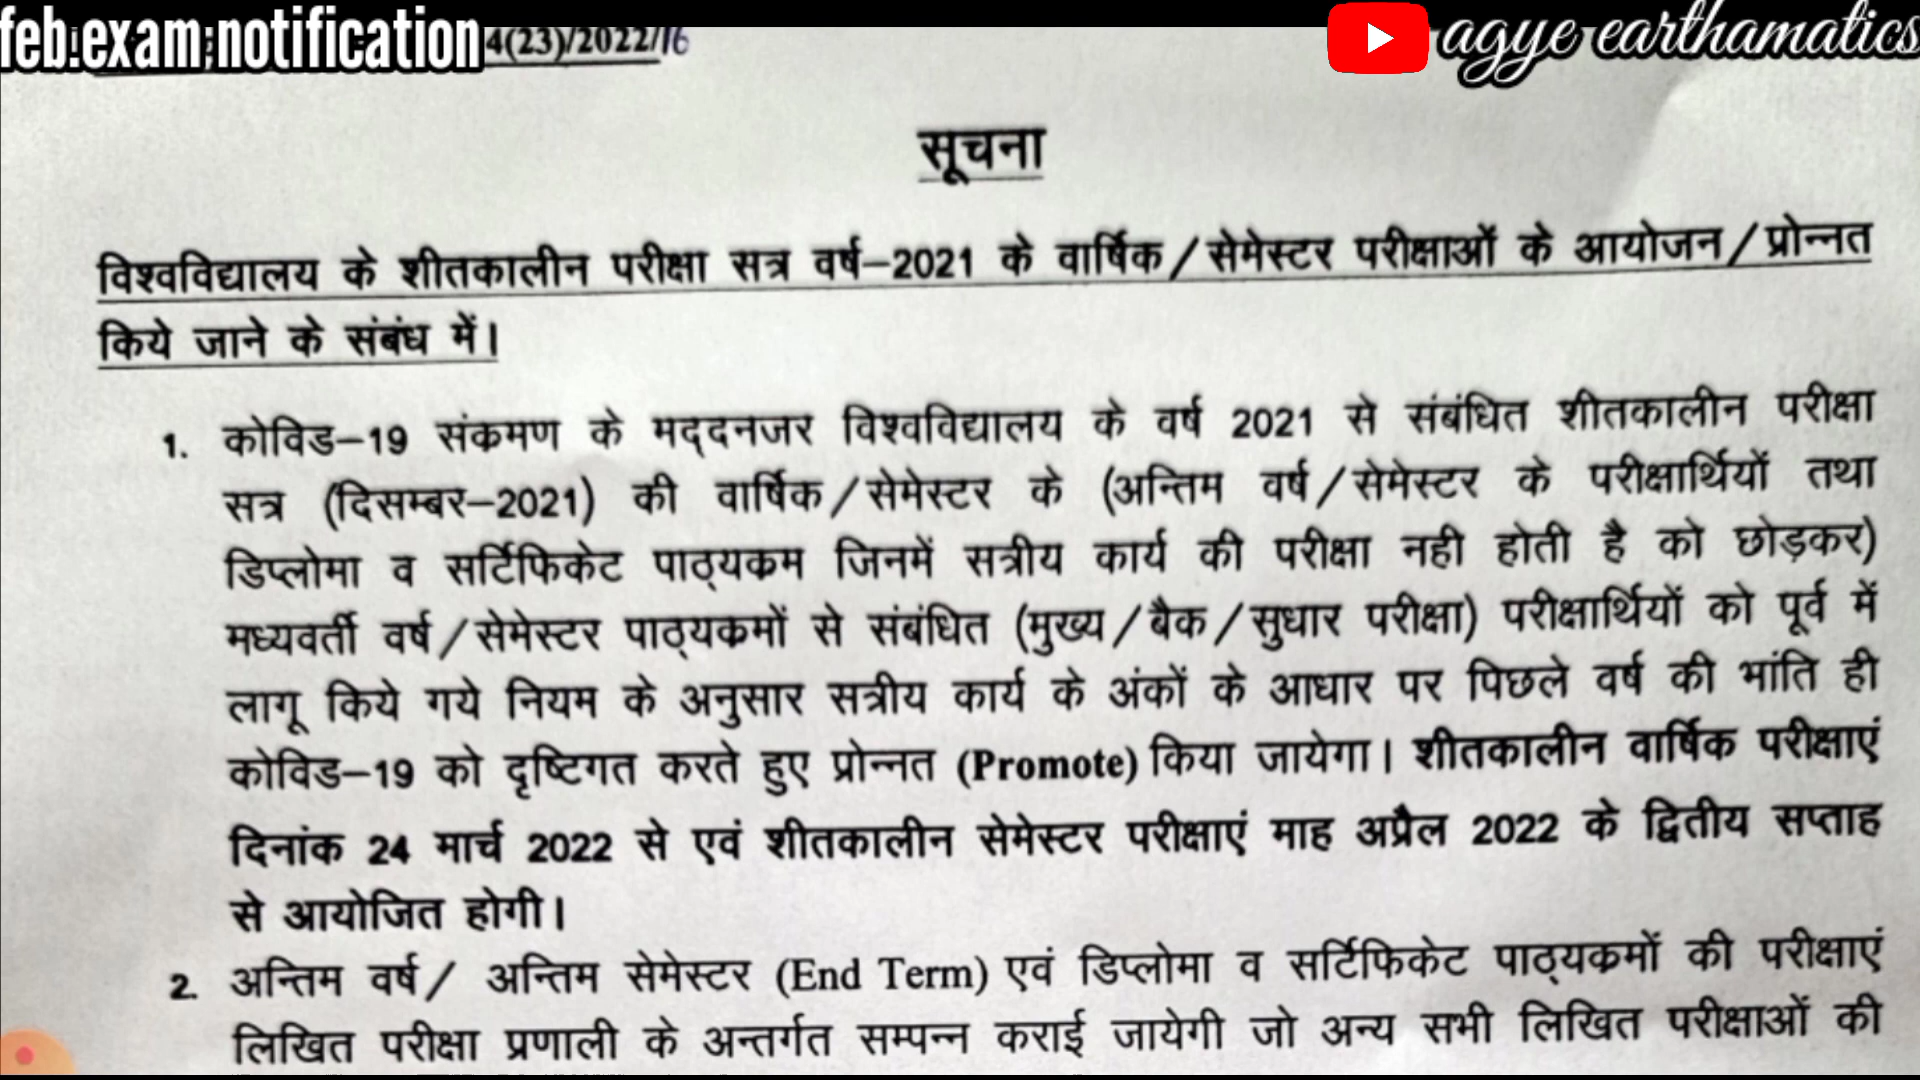 feb.exam notification 4(23)/2022/16
agye earthamatics
सूचना
विश्वविद्यालय के शीतकालीन परीक्षा सत्र वर्ष–2021 के वार्षिक/सेमेस्टर परीक्षाओं के आयोजन/प्रोन्नत
किये जाने के संबंध में।
1. कोविड–19 संक्रमण के मद्दनजर विश्वविद्यालय के वर्ष 2021 से संबंधित शीतकालीन परीक्षा
सत्र (दिसम्बर–2021) की वार्षिक/सेमेस्टर के (अन्तिम वर्ष/सेमेस्टर के परीक्षार्थियों तथा
डिप्लोमा व सर्टिफिकेट पाठ्यक्रम जिनमें सत्रीय कार्य की परीक्षा नही होती है को छोड़कर)
मध्यवर्ती वर्ष/सेमेस्टर पाठ्यक्रमों से संबंधित (मुख्य/बैक/सुधार परीक्षा) परीक्षार्थियों को पूर्व में
लागू किये गये नियम के अनुसार सत्रीय कार्य के अंकों के आधार पर पिछले वर्ष की भांति ही
कोविड–19 को दृष्टिगत करते हुए प्रोन्नत (Promote) किया जायेगा। शीतकालीन वार्षिक परीक्षाएं
दिनांक 24 मार्च 2022 से एवं शीतकालीन सेमेस्टर परीक्षाएं माह अप्रैल 2022 के द्वितीय सप्ताह
से आयोजित होगी।
2. अन्तिम वर्ष/ अन्तिम सेमेस्टर (End Term) एवं डिप्लोमा व सर्टिफिकेट पाठ्यक्रमों की परीक्षाएं
लिखित परीक्षा प्रणाली के अन्तर्गत सम्पन्न कराई जायेगी जो अन्य सभी लिखित परीक्षाओं की